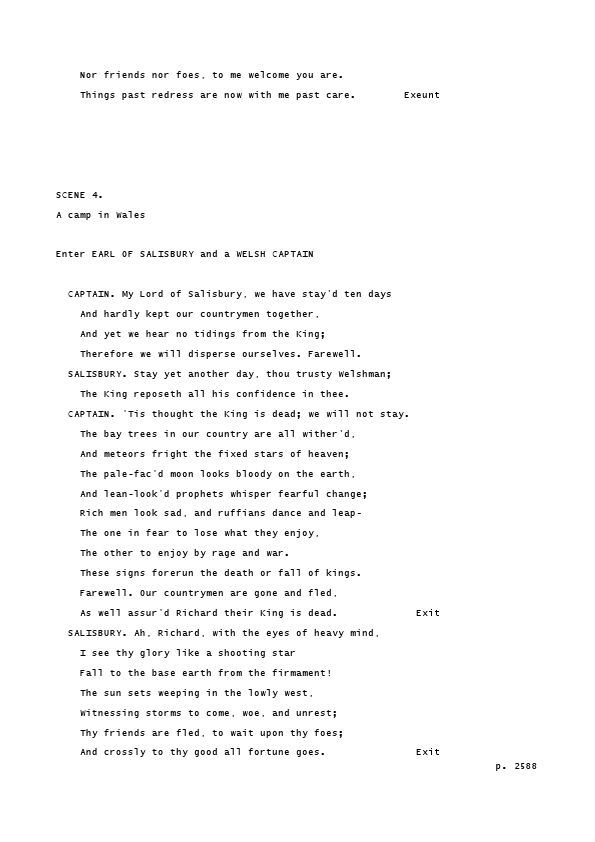 Nor friends nor foes, to me welcome you are.
Things past redress are now with me past care. Exeunt
SCENE 4.
A camp in Wales
Enter EARL OF SALISBURY and a WELSH CAPTAIN
CAPTAIN. My Lord of Salisbury, we have stay'd ten days
And hardly kept our countrymen together,
And yet we hear no tidings from the King;
Therefore we will disperse ourselves. Farewell.
SALISBURY. Stay yet another day, thou trusty Welshman;
The King reposeth all his confidence in thee.
CAPTAIN. 'Tis thought the King is dead; we will not stay.
The bay trees in our country are all wither'd,
And meteors fright the fixed stars of heaven;
The pale-fac'd moon looks bloody on the earth,
And lean-look'd prophets whisper fearful change;
Rich men look sad, and ruffians dance and leap-
The one in fear to lose what they enjoy,
The other to enjoy by rage and war.
These signs forerun the death or fall of kings.
Farewell. Our countrymen are gone and fled,
As well assur'd Richard their King is dead. Exit
SALISBURY. Ah, Richard, with the eyes of heavy mind,
I see thy glory like a shooting star
Fall to the base earth from the firmament!
The sun sets weeping in the lowly west,
Witnessing storms to come, woe, and unrest;
Thy friends are fled, to wait upon thy foes;
And crossly to thy good all fortune goes. Exit
p. 2588